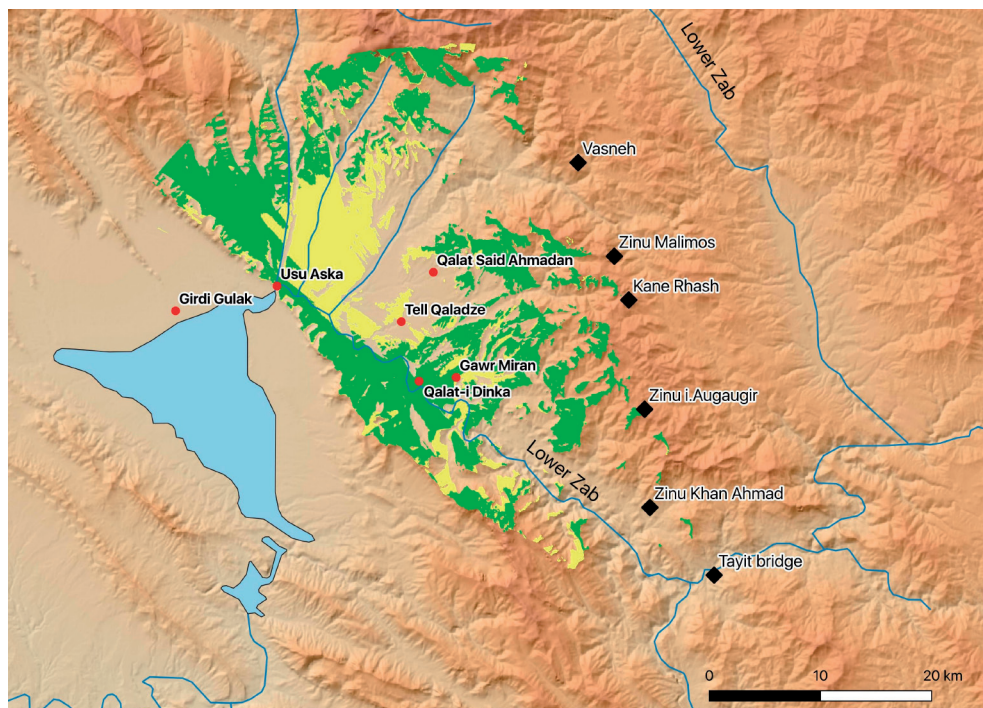 Lower Zab
Vasneh
Zinu Malimos
Qalat Said Ahmadan
Usu Aska
Kane Rhash
Girdi Gulak
Tell Qaladze
Gawr Miran
Qalat-i Dinka
Zinu i.Augaugir
Lower Zab
Zinu Khan Ahmad
Tayit bridge
0 10 20 km